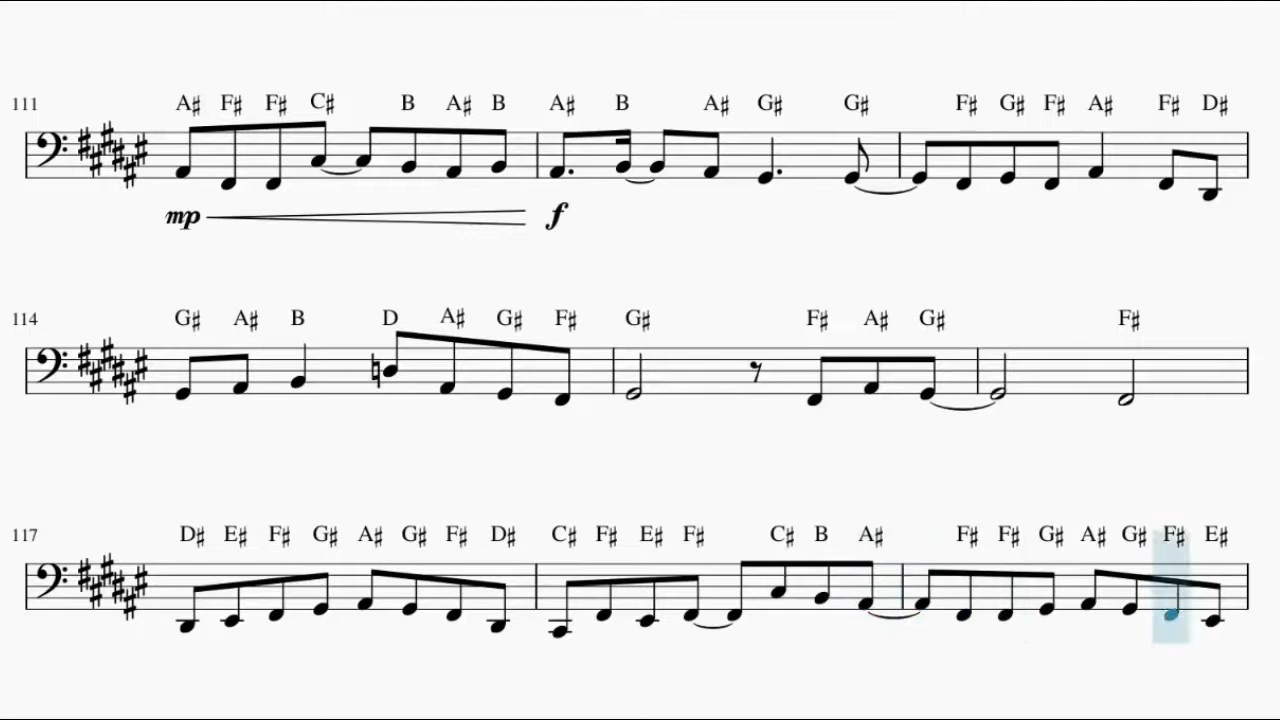 111 A♯ F♯ F♯ C♯ B A♯ B A♯ B A♯ G♯ G♯ F♯ G♯ F♯ A♯ F♯ D♯
mp f
114 G♯ A♯ B D A♯ G♯ F♯ G♯ F♯ A♯ G♯ F♯
117 D♯ E♯ F♯ G♯ A♯ G♯ F♯ D♯ C♯ F♯ E♯ F♯ C♯ B A♯ F♯ F♯ G♯ A♯ G♯ F♯ E♯